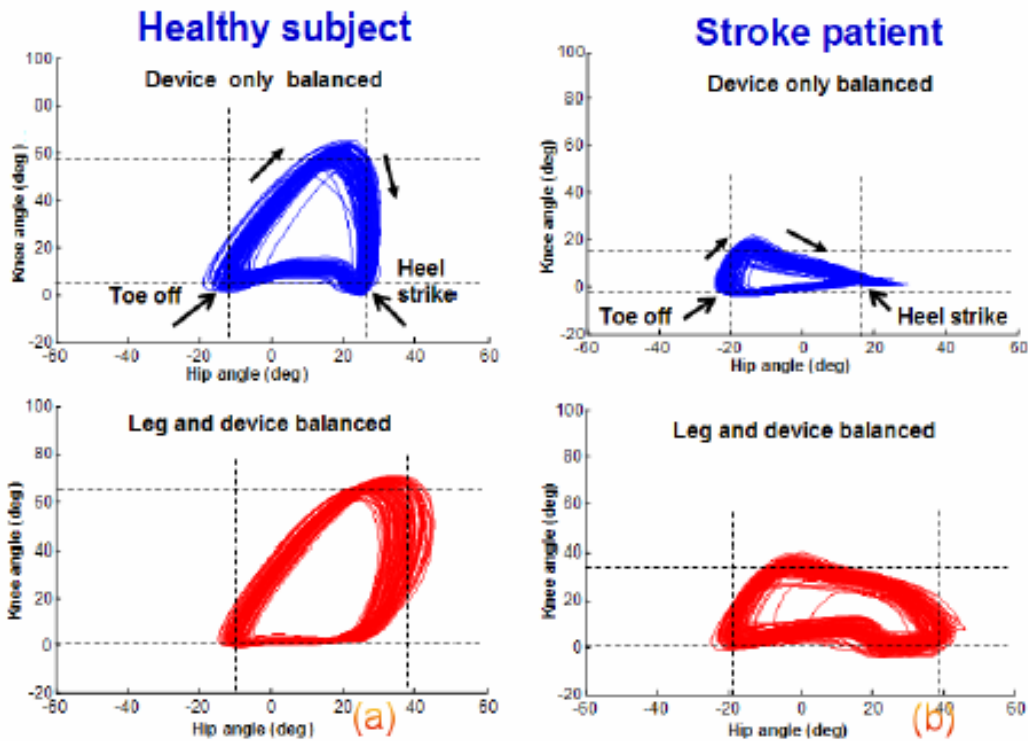 Healthy subject
Device only balanced
100
80
60
40
20
0
-20
Knee angle (deg)
Toe off
Heel
strike
-60 -40 -20 0 20 40 60
Hip angle (deg)
Stroke patient
Device only balanced
100
80
60
40
20
0
-20
Knee angle (deg)
Toe off
Heel strike
-60 -40 -20 0 20 40 60
Hip angle (deg)
Leg and device balanced
100
80
60
40
20
0
-20
Knee angle (deg)
-60 -40 -20 0 20 40 60
Hip angle (deg)
(a)
Leg and device balanced
100
80
60
40
20
0
-20
Knee angle (deg)
-60 -40 -20 0 20 40 60
Hip angle (deg)
(b)